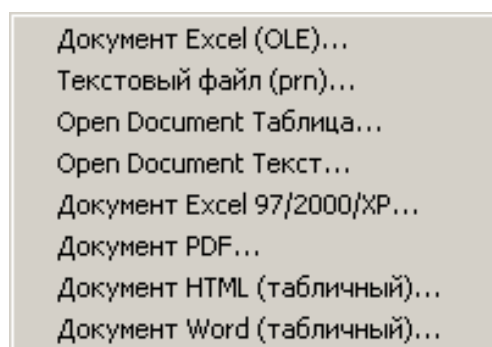 Документ Excel (OLE)...
Текстовый файл (prn)...
Open Document Таблица...
Open Document Текст...
Документ Excel 97/2000/XP...
Документ PDF...
Документ HTML (табличный)...
Документ Word (табличный)...